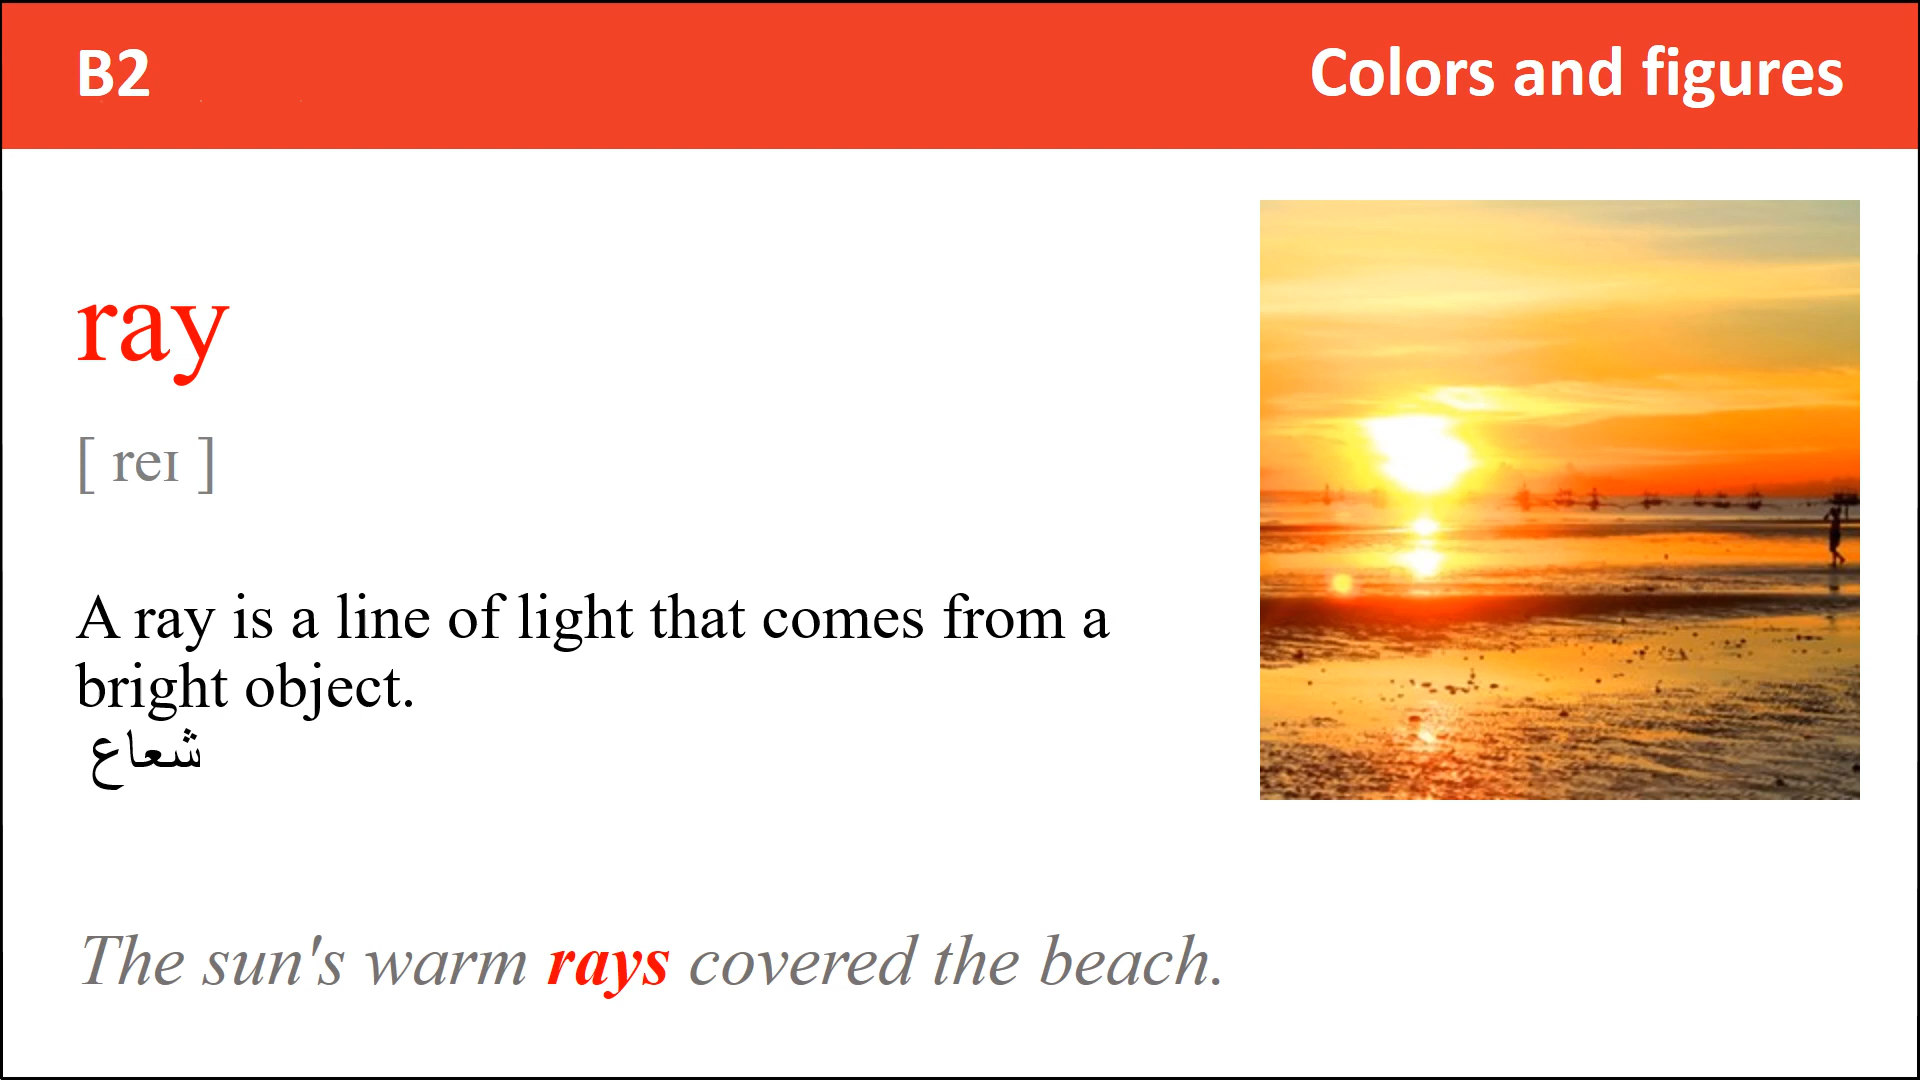 B2
Colors and figures
ray
[ reɪ ]
A ray is a line of light that comes from a
bright object.
شعاع
The sun's warm rays covered the beach.